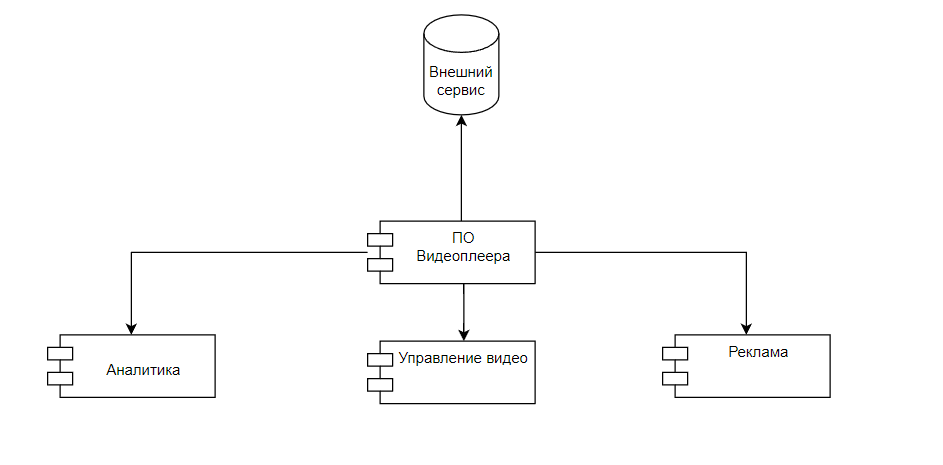 Внешний
сервис
ПО
Видеоплеера
Аналитика
Управление видео
Реклама